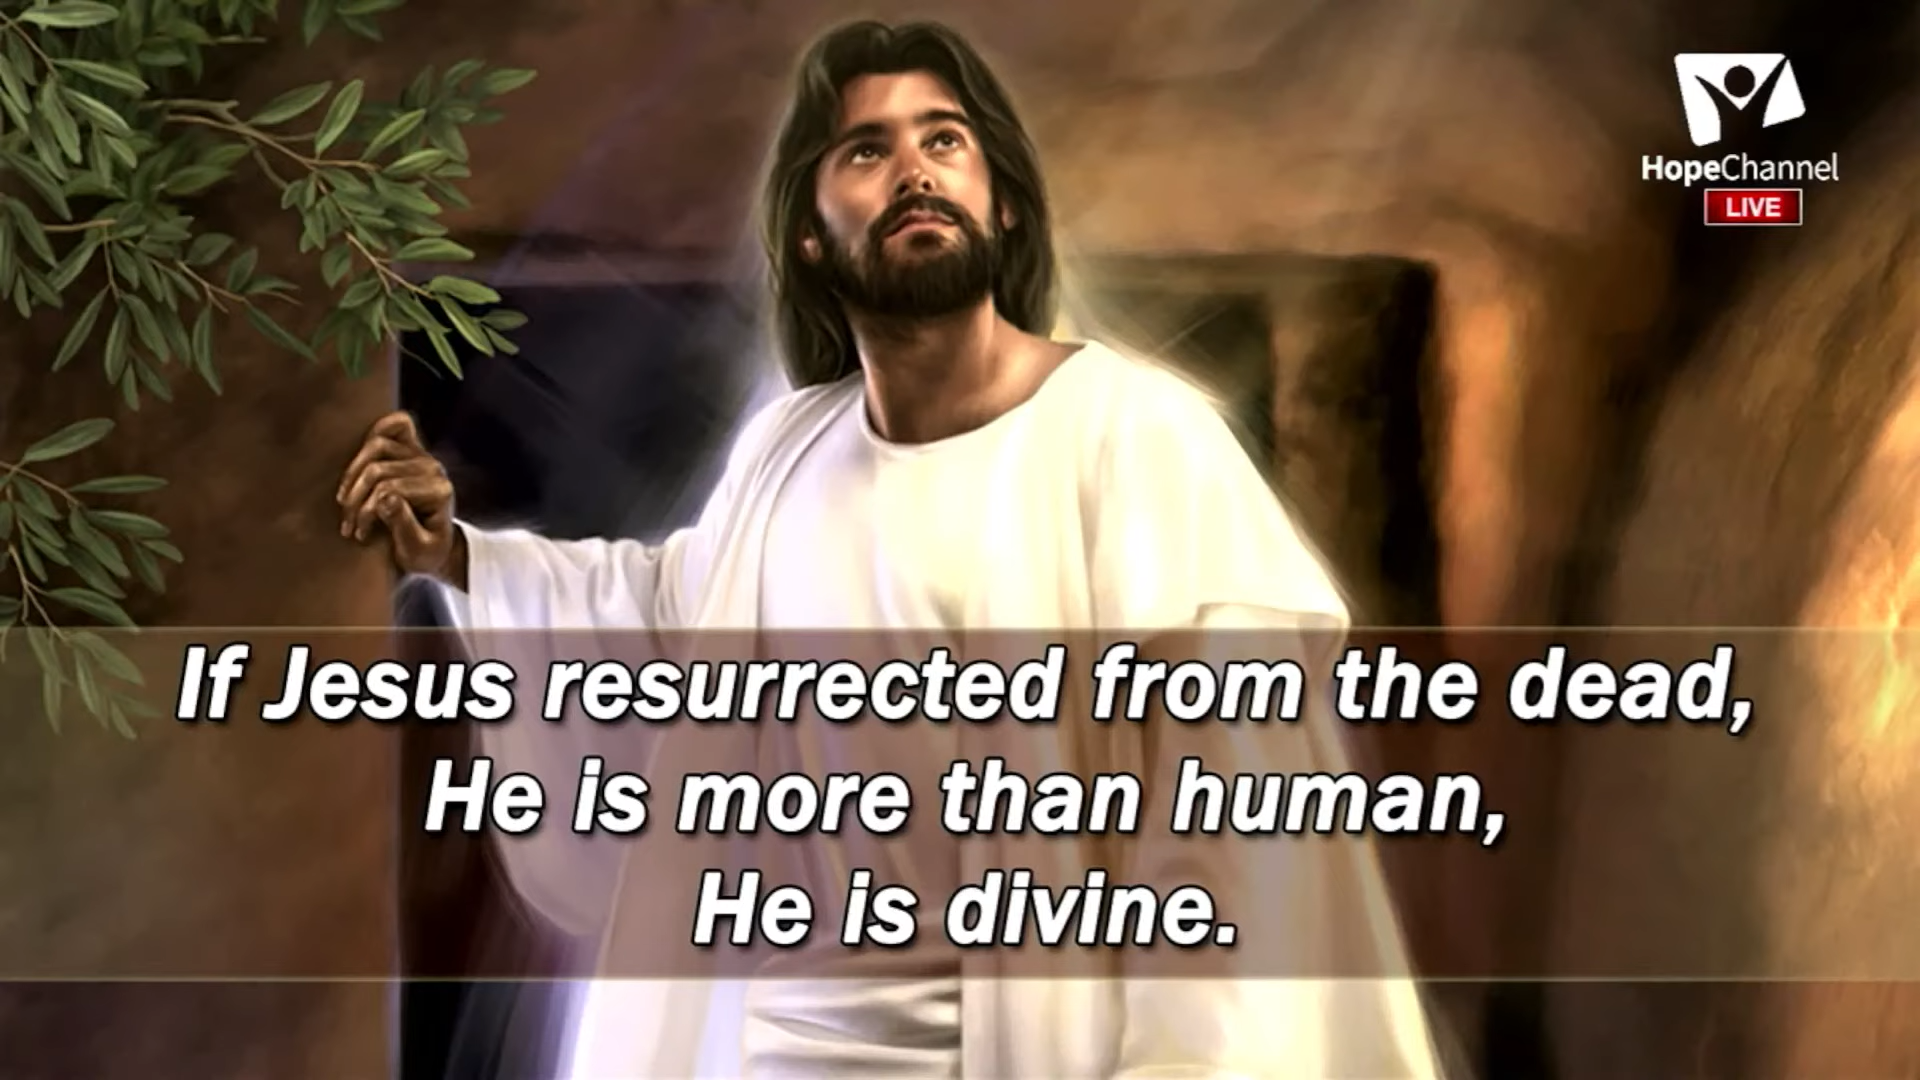 HopeChannel
LIVE
If Jesus resurrected from the dead,
He is more than human,
He is divine.